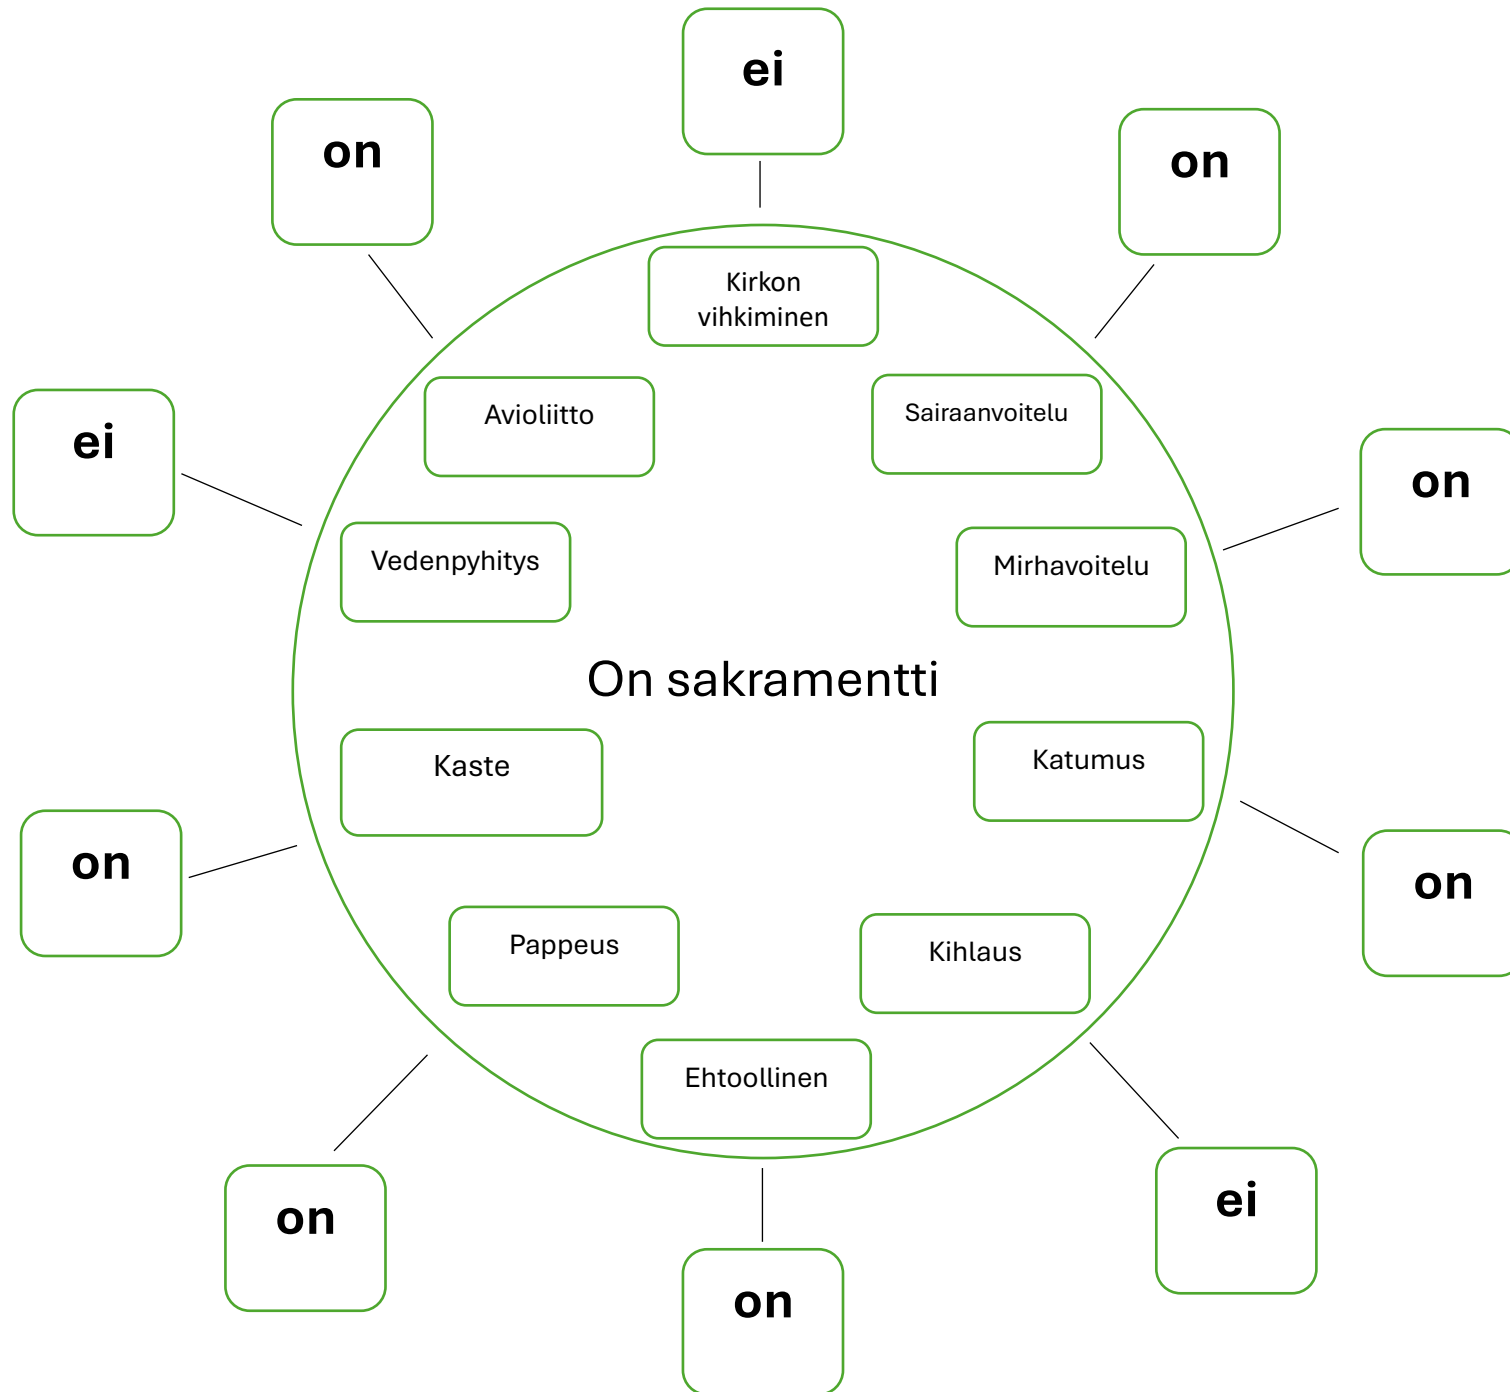 ei
on
on
Kirkon
vihkiminen
Avioliitto
Sairaanvoitelu
ei
on
Vedenpyhitys
Mirhavoitelu
On sakramentti
Kaste
Katumus
on
on
Pappeus
Kihlaus
Ehtoollinen
on
ei
on